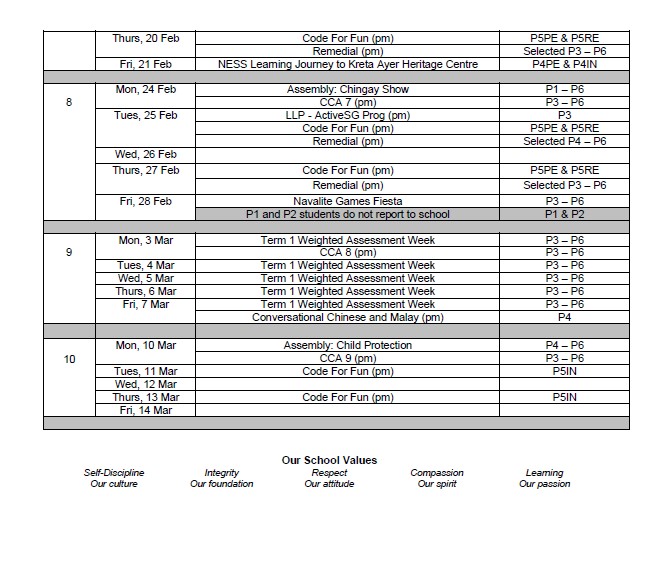 Thurs, 20 Feb Code For Fun (pm) P5PE & P5RE
Remedial (pm) Selected P3 – P6
Fri, 21 Feb NESS Learning Journey to Kreta Ayer Heritage Centre P4PE & P4IN
8 Mon, 24 Feb Assembly: Chingay Show P1 – P6
CCA 7 (pm) P3 – P6
Tues, 25 Feb LLP - ActiveSG Prog (pm) P3
Code For Fun (pm) P5PE & P5RE
Remedial (pm) Selected P4 – P6
Wed, 26 Feb
Thurs, 27 Feb Code For Fun (pm) P5PE & P5RE
Remedial (pm) Selected P3 – P6
Fri, 28 Feb Navalite Games Fiesta P3 – P6
P1 and P2 students do not report to school P1 & P2
9 Mon, 3 Mar Term 1 Weighted Assessment Week P3 – P6
CCA 8 (pm) P3 – P6
Tues, 4 Mar Term 1 Weighted Assessment Week P3 – P6
Wed, 5 Mar Term 1 Weighted Assessment Week P3 – P6
Thurs, 6 Mar Term 1 Weighted Assessment Week P3 – P6
Fri, 7 Mar Term 1 Weighted Assessment Week P3 – P6
Conversational Chinese and Malay (pm) P4
10 Mon, 10 Mar Assembly: Child Protection P4 – P6
CCA 9 (pm) P3 – P6
Tues, 11 Mar Code For Fun (pm) P5IN
Wed, 12 Mar
Thurs, 13 Mar Code For Fun (pm) P5IN
Fri, 14 Mar
Our School Values
Self-Discipline Integrity Respect Compassion Learning
Our culture Our foundation Our attitude Our spirit Our passion